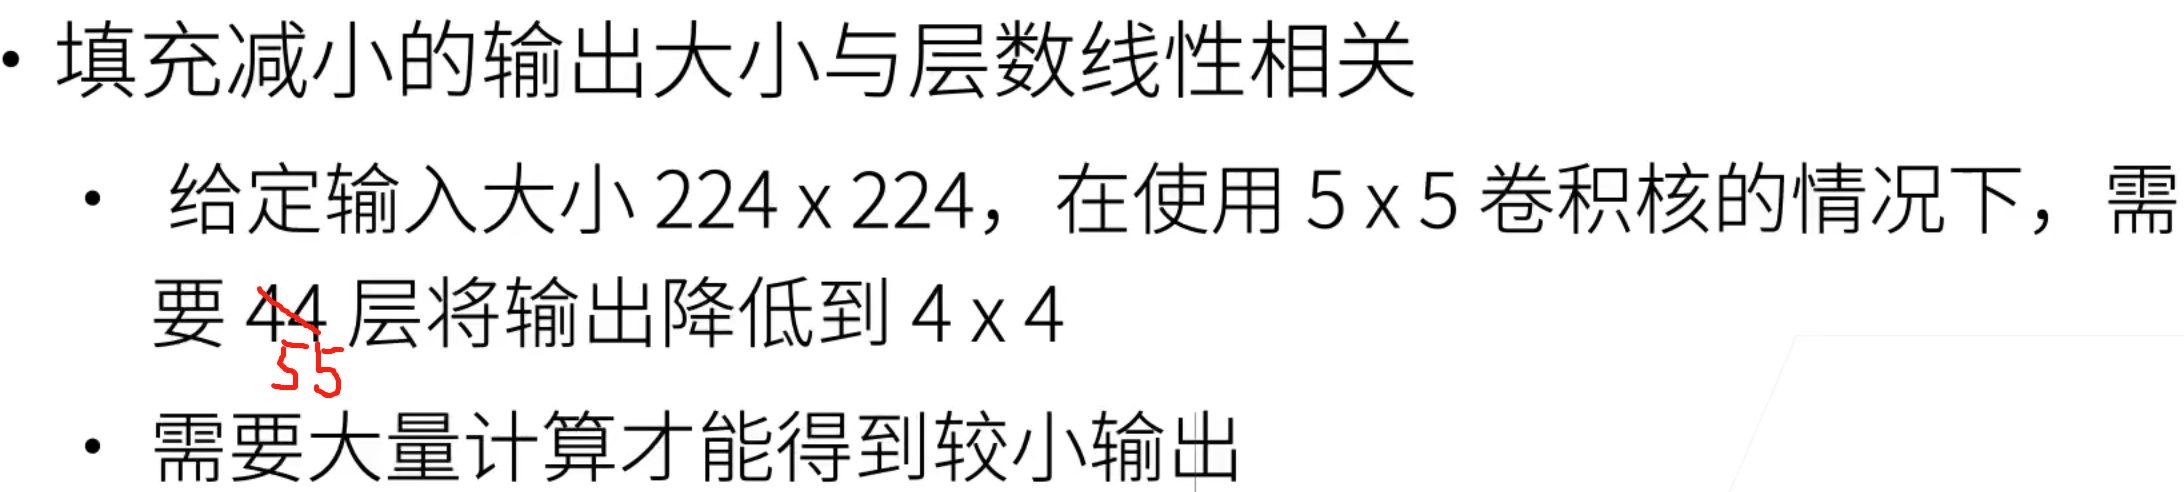 • 填充减小的输出大小与层数线性相关
• 给定输入大小 224 x 224，在使用 5 x 5 卷积核的情况下， 需
要 44 层将输出降低到 4 x 4
55
• 需要大量计算才能得到较小输出